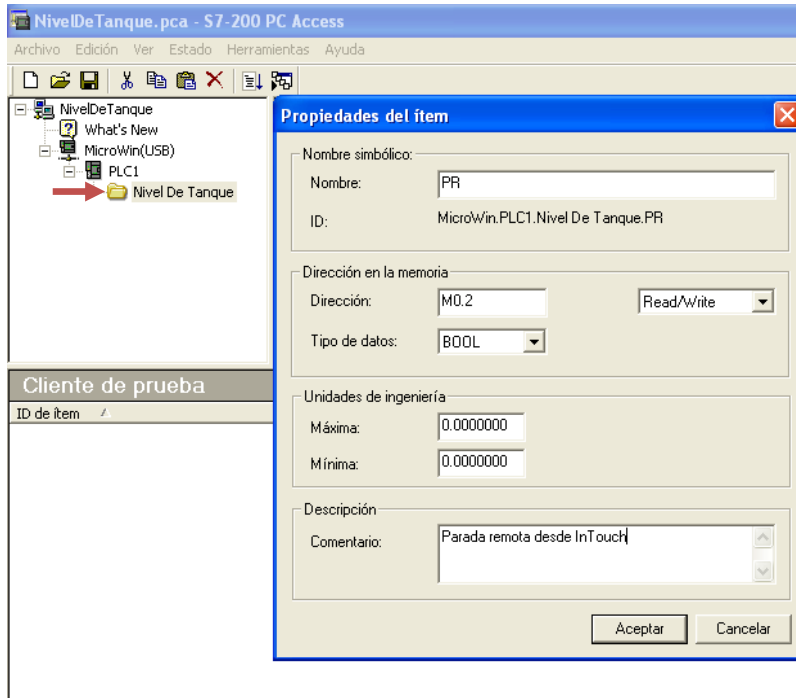 NivelDeTanque.pca - S7-200 PC Access
Archivo Edición Ver Estado Herramientas Ayuda
NivelDeTanque
What's New
MicroWin(USB)
PLC1
Nivel De Tanque
Cliente de prueba
ID de ítem
Propiedades del ítem
Nombre simbólico:
Nombre: PR
ID: MicroWin.PLC1.Nivel De Tanque.PR
Dirección en la memoria
Dirección: M0.2 Read/Write
Tipo de datos: BOOL
Unidades de ingeniería
Máxima: 0.0000000
Mínima: 0.0000000
Descripción
Comentario: Parada remota desde InTouch
Aceptar Cancelar